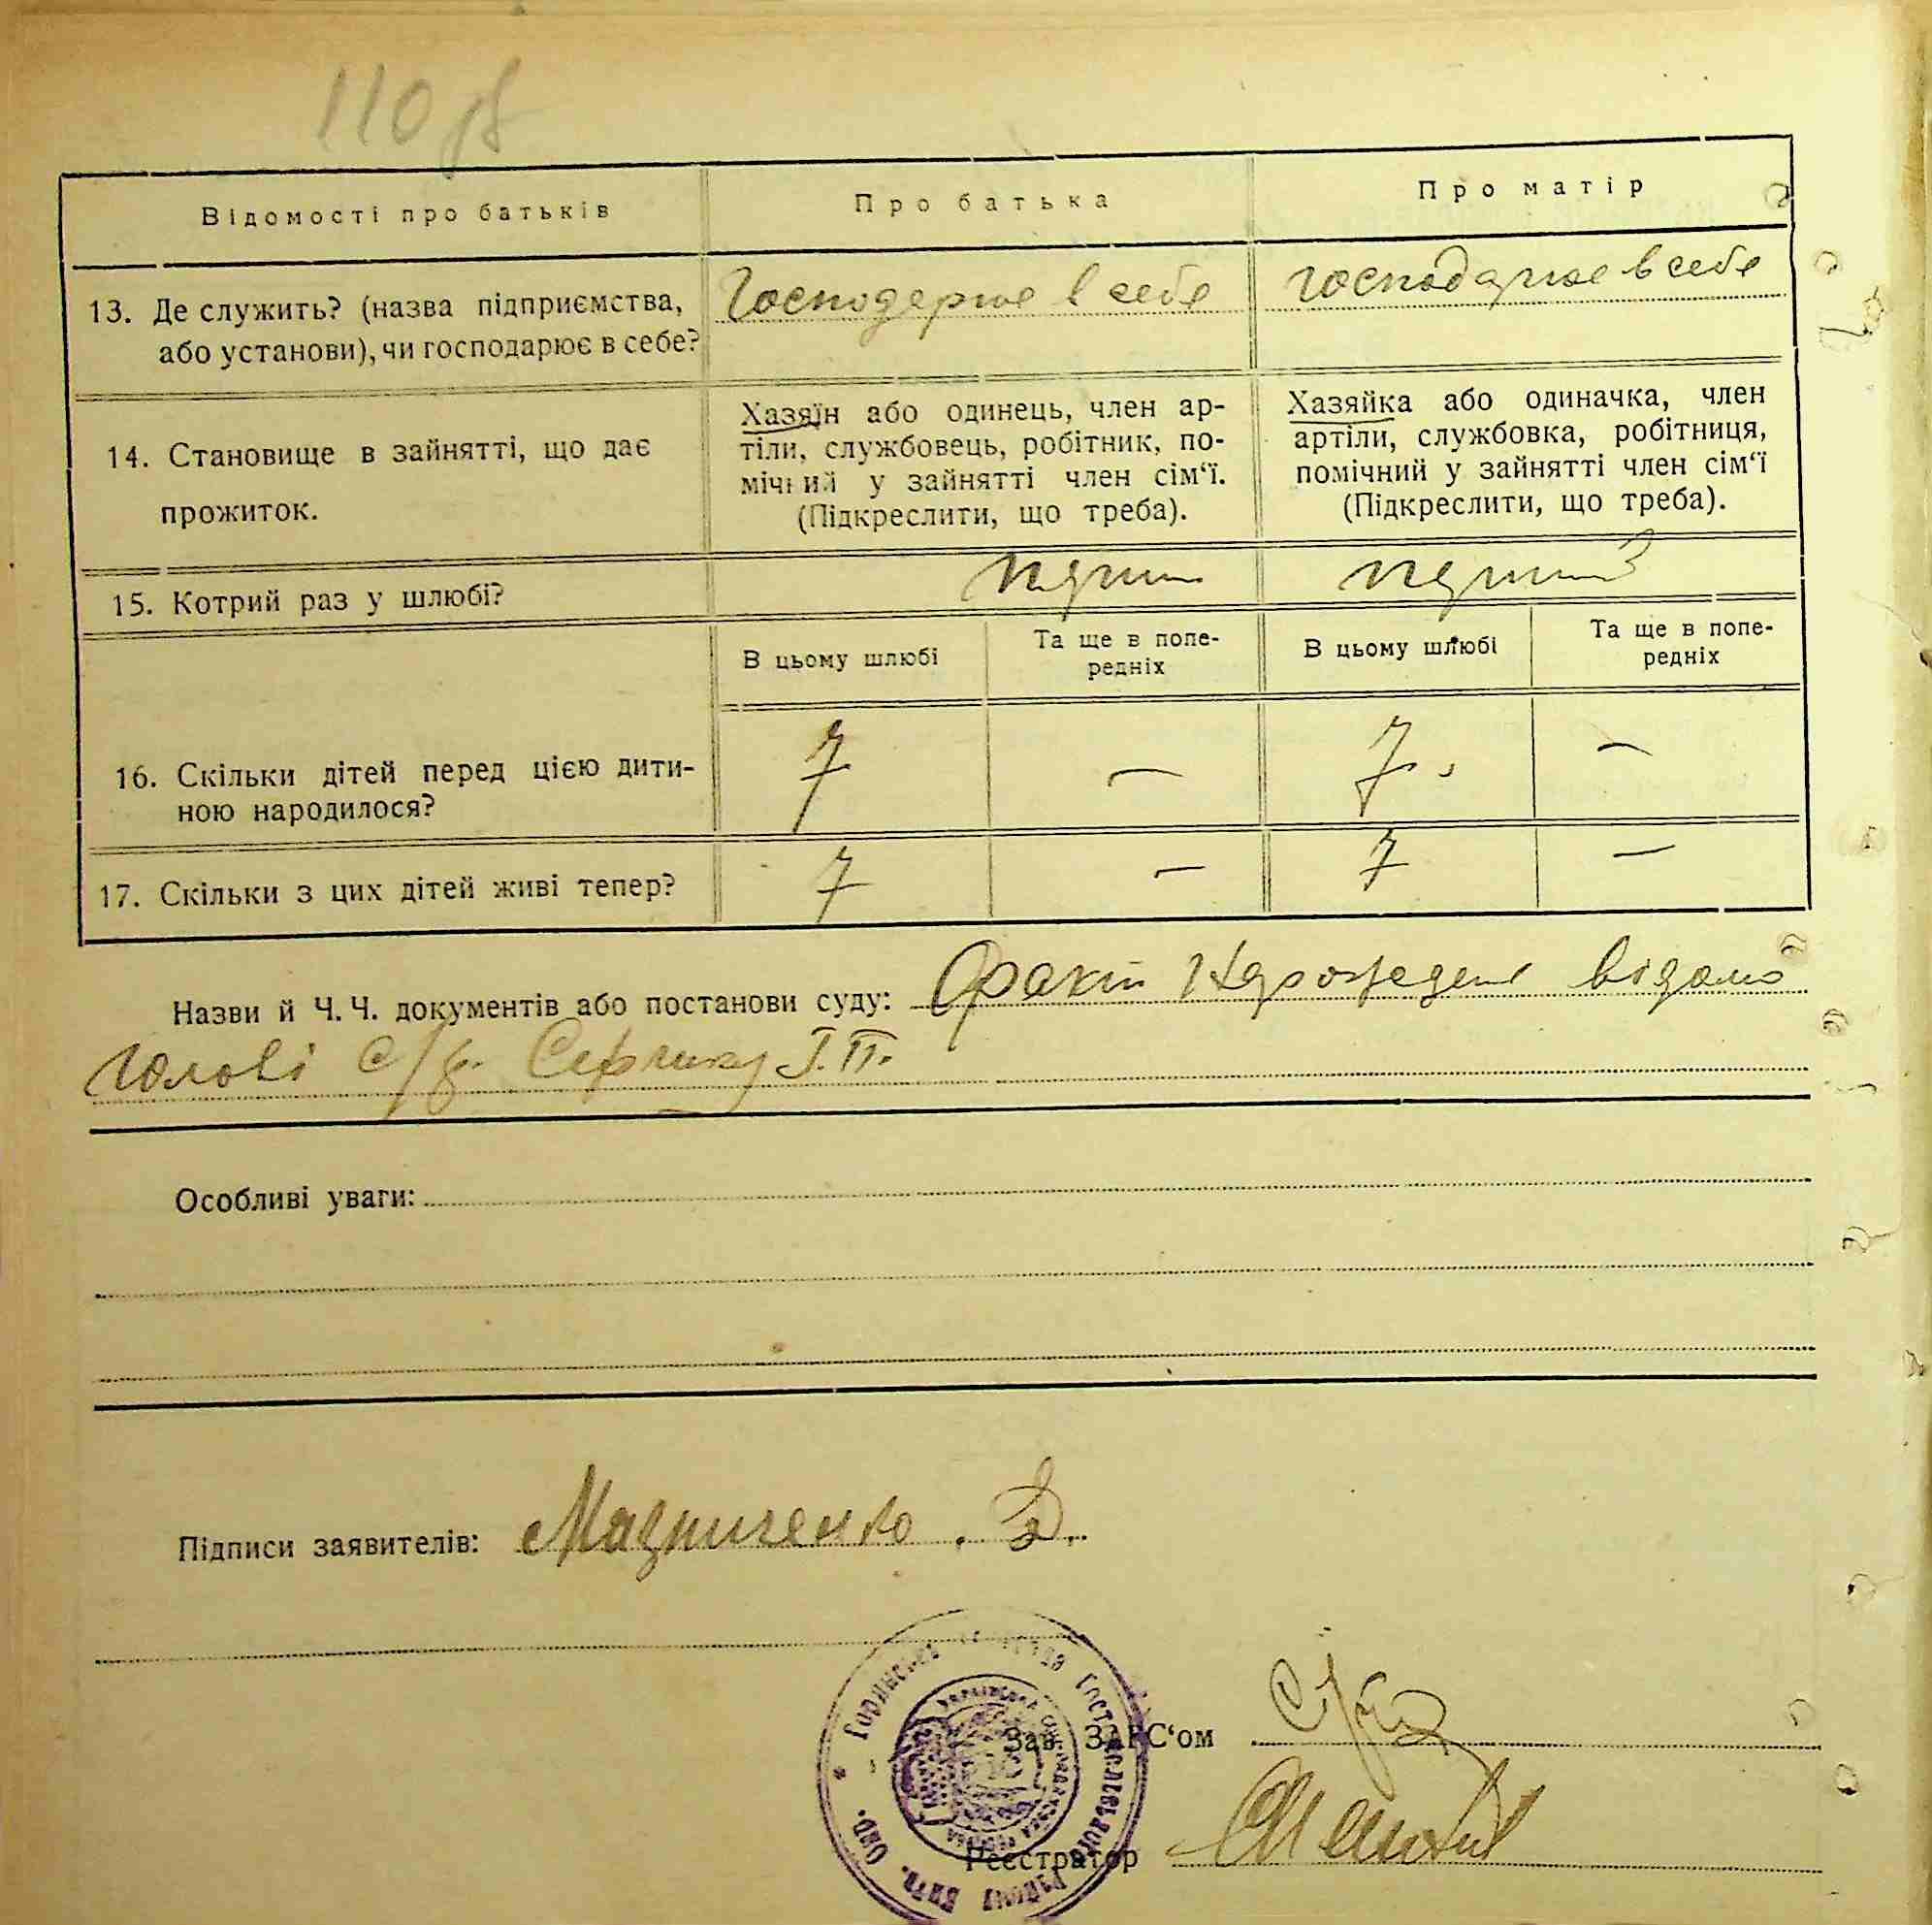 110 зв
Відомості про батьків
Про батька
Про матір
13. Де служить? (назва підприємства, або установи), чи господарює в себе?
Господарює в себе
господарює в себе
14. Становище в зайнятті, що дає прожиток.
Хазяїн або одинець, член ар-
тіли, службовець, робітник, по-
мічний у зайнятті член сім‘ї.
(Підкреслити, що треба).
Хазяйка або одиначка, член
артіли, службовка, робітниця,
помічний у зайнятті член сім‘ї
(Підкреслити, що треба).
15. Котрий раз у шлюбі?
В цьому шлюбі
Та ще в попе-
редніх
В цьому шлюбі
Та ще в попе-
редніх
16. Скільки дітей перед цією дити-
ною народилося?
7 — 7 —
17. Скільки з цих дітей живі тепер?
7 — 7 —
Назви й Ч. Ч. документів або постанови суду: Факт відомо
Голові с/р. І. П.
Особливі уваги:
Підписи заявителів: Д.
Зав. ЗАГС‘ом
Реєстратор